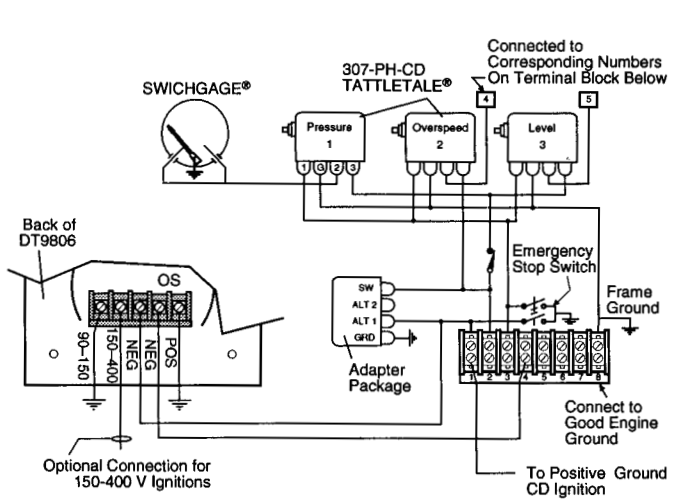 Connected to
Corresponding Numbers
On Terminal Block Below
307-PH-CD
TATTLETALE®
SWICHGAGE®
4
5
Pressure
1
Overspeed
2
Level
3
1 G 2 3
Back of
DT9806
OS
90-150
150-400
NEG
NEG
POS
SW
ALT 2
ALT 1
GRD
Adapter
Package
Emergency
Stop Switch
Frame
Ground
1 2 3 4 5 6 7 8
Connect to
Good Engine
Ground
Optional Connection for
150-400 V Ignitions
To Positive Ground
CD Ignition